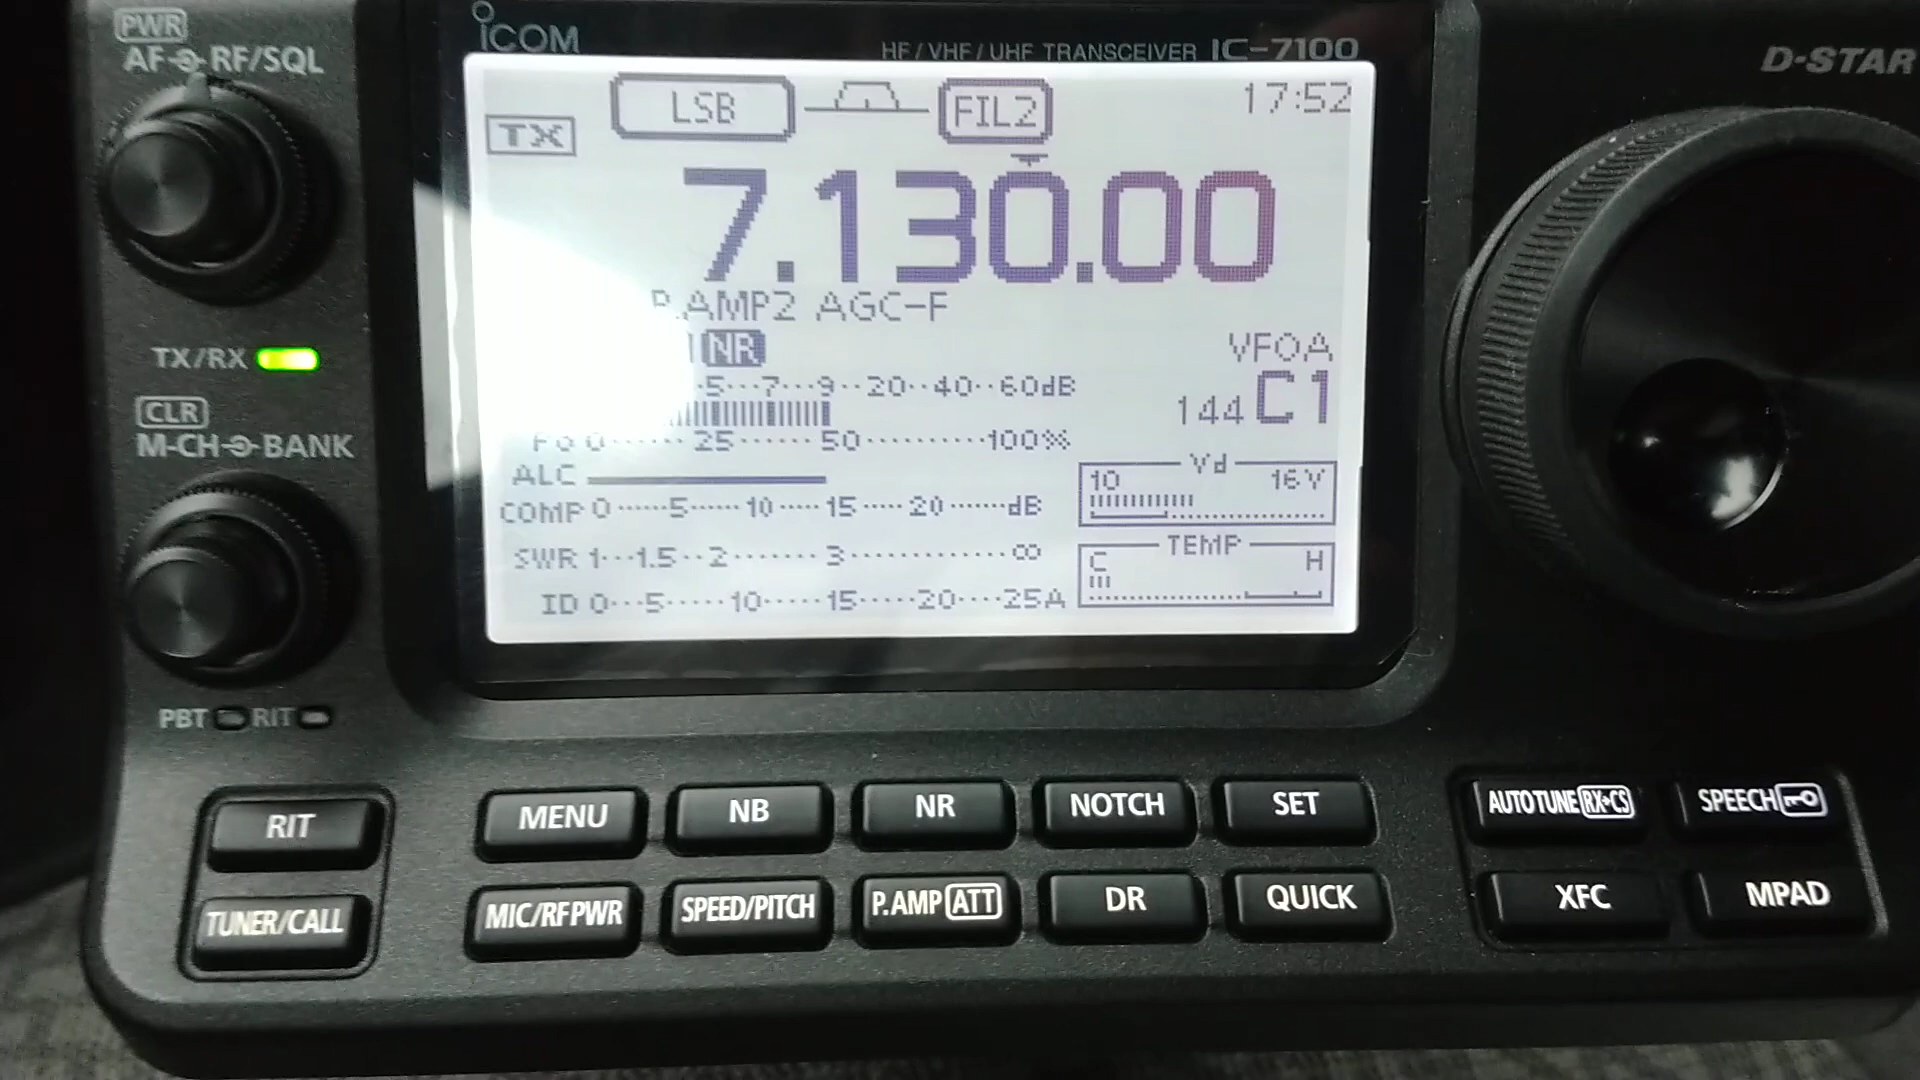 PWR
AF RF/SQL
ICOM
HF/VHF/UHF TRANSCEIVER IC-7100
D-STAR
LSB
FIL2
17:52
TX
7.130.00
P.AMP2 AGC-F
NR
VFOA
5 7 9 20 40 60dB
144 C1
Po 0 25 50 100%
ALC
COMP 0 5 10 15 20 dB
SWR 1 1.5 2 3 ∞
ID 0 5 10 15 20 25A
Vd
10 16V
TEMP
C H
TX/RX
CLR
M-CH BANK
PBT RIT
RIT
MENU
NB
NR
NOTCH
SET
AUTOTUNE RX→CS
SPEECH
TUNER/CALL
MIC/RF PWR
SPEED/PITCH
P.AMP ATT
DR
QUICK
XFC
MPAD